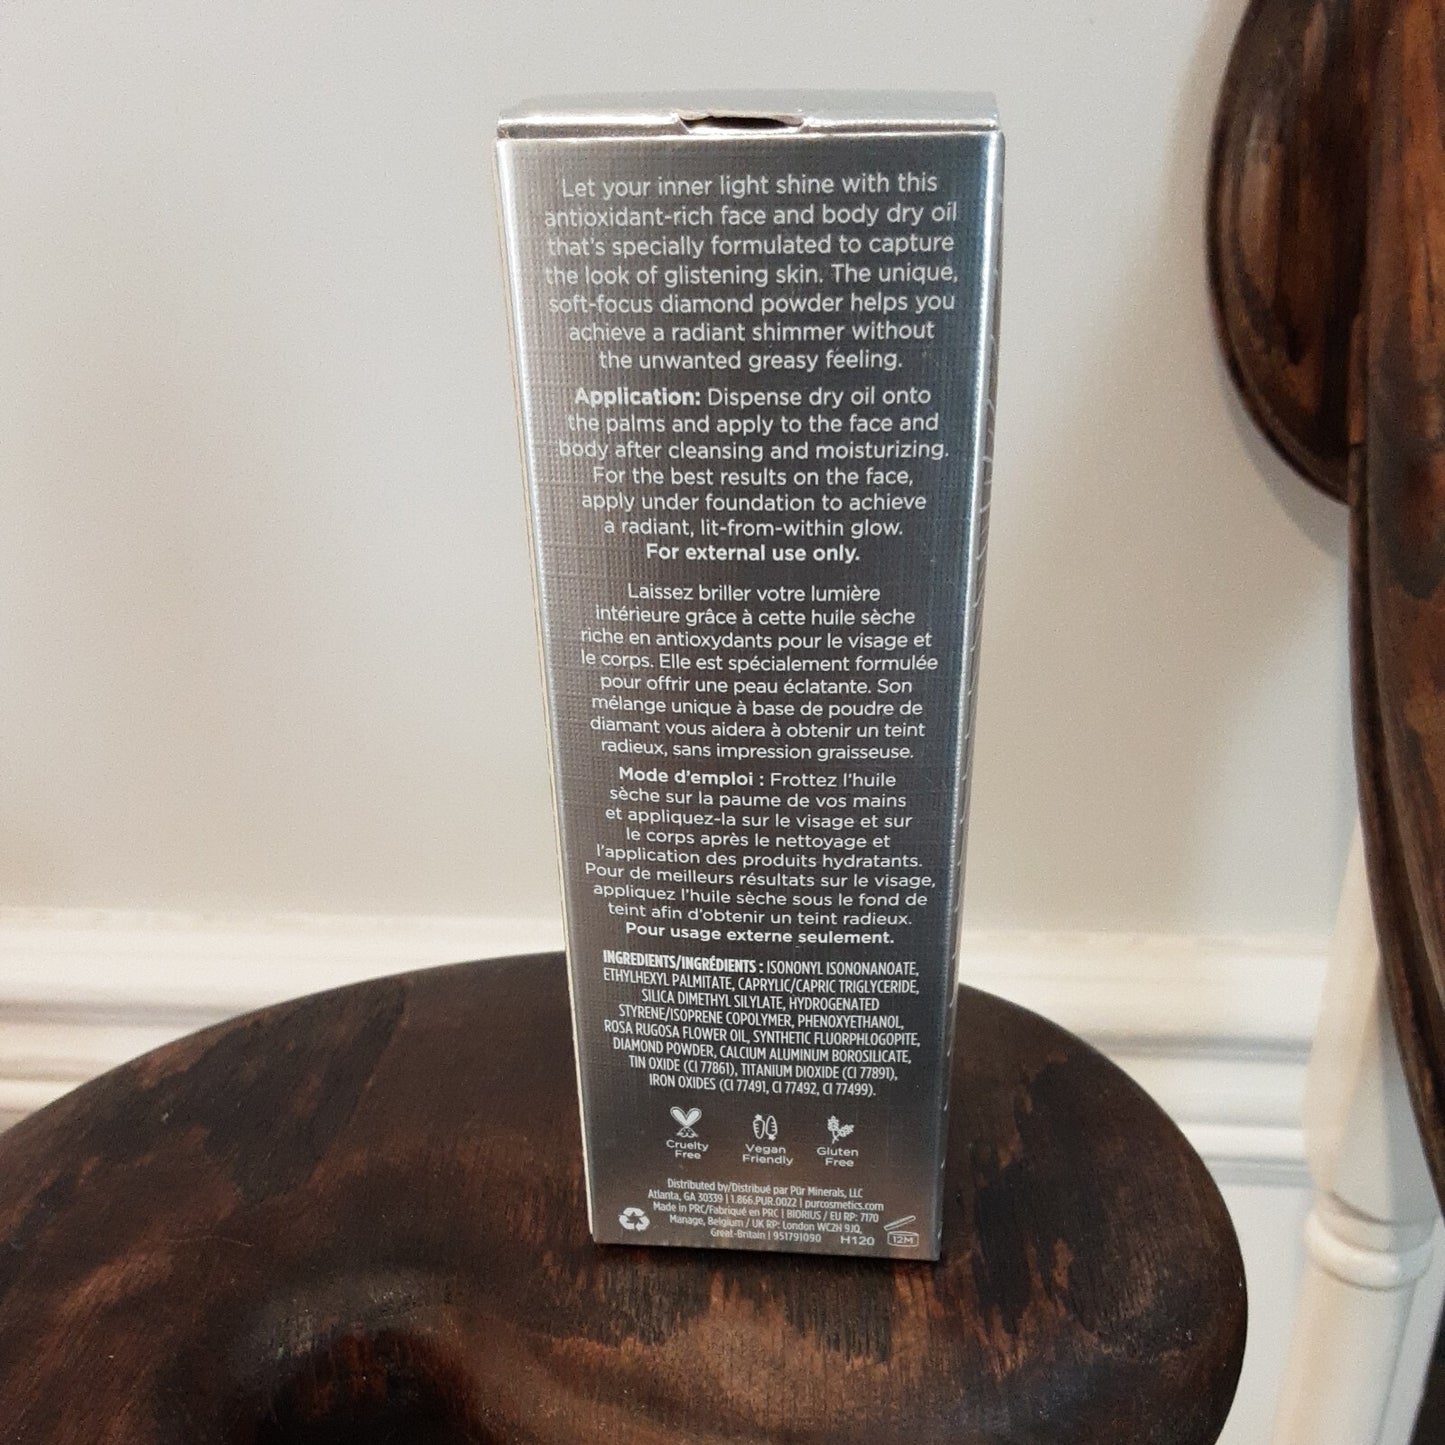 Let your inner light shine with this
antioxidant-rich face and body dry oil
that's specially formulated to capture
the look of glistening skin. The unique,
soft-focus diamond powder helps you
achieve a radiant shimmer without
the unwanted greasy feeling.
Application: Dispense dry oil onto
the palms and apply to the face and
body after cleansing and moisturizing.
For the best results on the face,
apply under foundation to achieve
a radiant, lit-from-within glow.
For external use only.
Laissez briller votre lumière
intérieure grâce à cette huile sèche
riche en antioxydants pour le visage et
le corps. Elle est spécialement formulée
pour offrir une peau éclatante. Son
mélange unique à base de poudre de
diamant vous aidera à obtenir un teint
radieux, sans impression graisseuse.
Mode d'emploi : Frottez l'huile
sèche sur la paume de vos mains
et appliquez-la sur le visage et sur
le corps après le nettoyage et
l'application des produits hydratants.
Pour de meilleurs résultats sur le visage,
appliquez l'huile sèche sous le fond de
teint afin d'obtenir un teint radieux.
Pour usage externe seulement.
INGREDIENTS/INGRÉDIENTS : ISONONYL ISONONANOATE,
ETHYLHEXYL PALMITATE, CAPRYLIC/CAPRIC TRIGLYCERIDE,
SILICA DIMETHYL SILYLATE, HYDROGENATED
STYRENE/ISOPRENE COPOLYMER, PHENOXYETHANOL,
ROSA RUGOSA FLOWER OIL, SYNTHETIC FLUORPHLOGOPITE,
DIAMOND POWDER, CALCIUM ALUMINUM BOROSILICATE,
TIN OXIDE (CI 77861), TITANIUM DIOXIDE (CI 77891),
IRON OXIDES (CI 77491, CI 77492, CI 77499).
Cruelty
Free
Vegan
Friendly
Gluten
Free
Distributed by/Distribué par Pür Minerals, LLC
Atlanta, GA 30339 | 1.866.PUR.0022 | purcosmetics.com
Made in PRC/Fabriqué en PRC | BIORIUS / EU RP: 7170
Manage, Belgium / UK RP: London WC2H 9JQ,
Great-Britain | 951791090 H120 12M